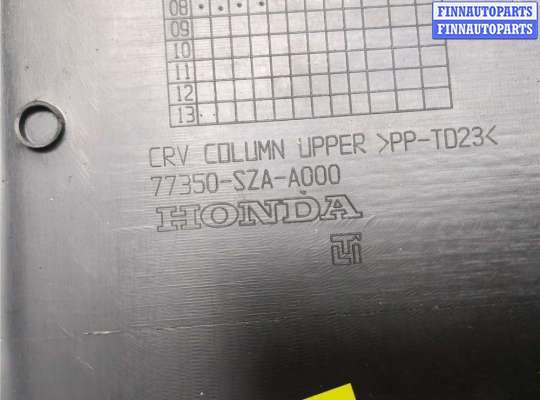 FINNAUTOPARTS
FINNAUTOPARTS
08
09
10
11
12
13
CRV COLUMN UPPER >PP-TD23<
77350-SZA-A000
HONDA